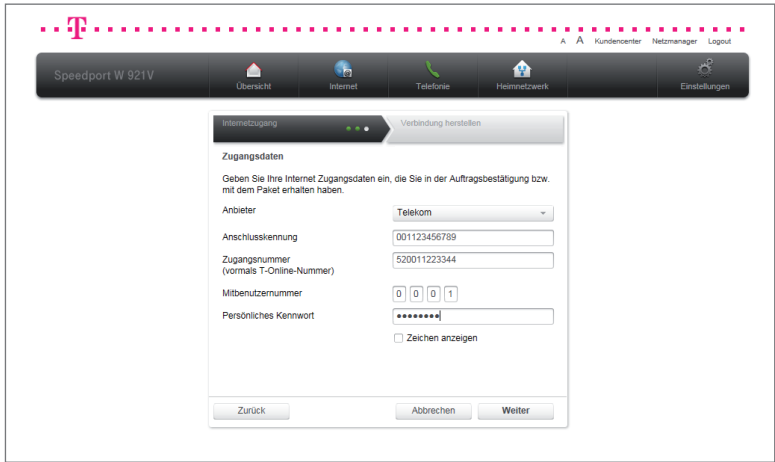 T
A A Kundencenter Netzmanager Logout
Speedport W 921V
Übersicht Internet Telefonie Heimnetzwerk Einstellungen
Internetzugang Verbindung herstellen
Zugangsdaten
Geben Sie Ihre Internet Zugangsdaten ein, die Sie in der Auftragsbestätigung bzw.
mit dem Paket erhalten haben.
Anbieter Telekom
Anschlusskennung 001123456789
Zugangsnummer 520011223344
(vormals T-Online-Nummer)
Mitbenutzernummer 0 0 0 1
Persönliches Kennwort ●●●●●●●●
Zeichen anzeigen
Zurück Abbrechen Weiter